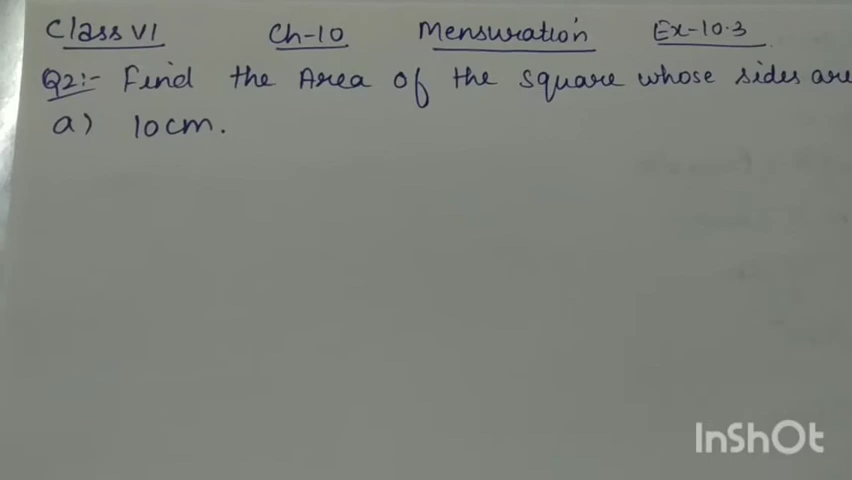 Class VI Ch-10 Mensuration Ex-10.3
Q2:- Find the Area of the square whose sides are
a) 10cm.
InShOt